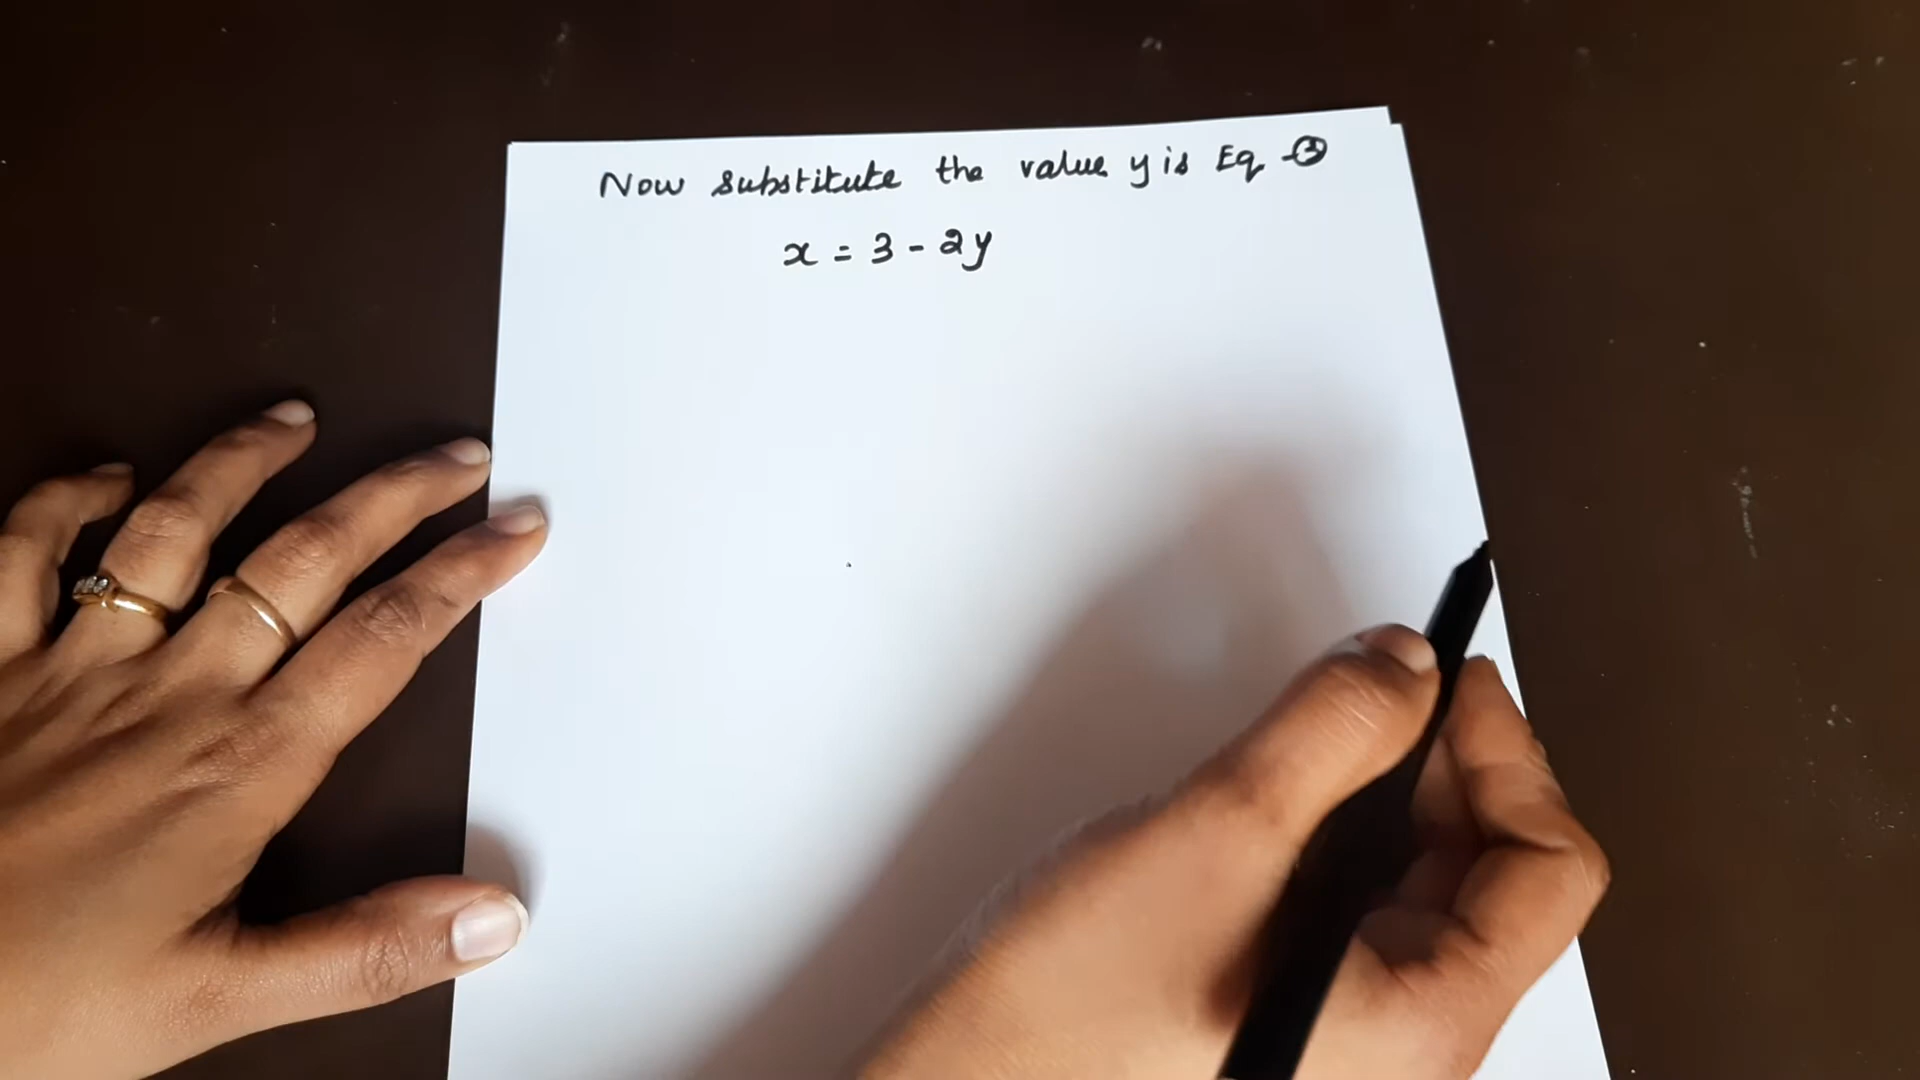 Now substitute the value y is Eq - ③
x = 3 - 2y